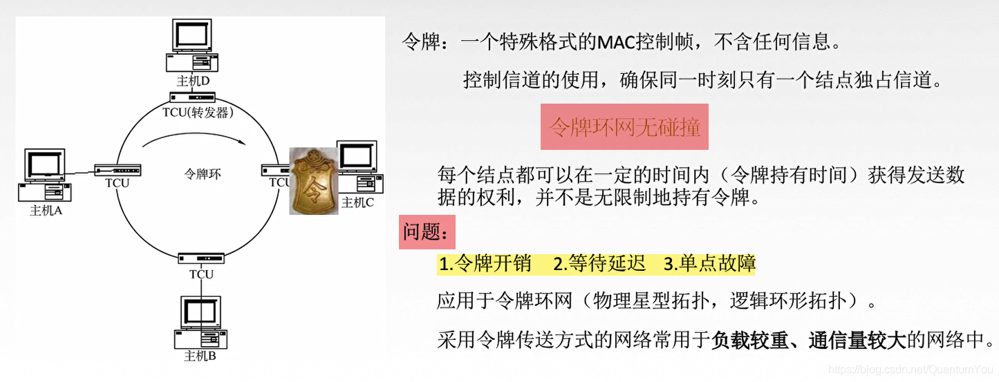 主机D
TCU(转发器)
令牌环
TCU
主机A
TCU
令
主机C
TCU
主机B
令牌：一个特殊格式的MAC控制帧，不含任何信息。
控制信道的使用，确保同一时刻只有一个结点独占信道。
令牌环网无碰撞
每个结点都可以在一定的时间内（令牌持有时间）获得发送数
据的权利，并不是无限制地持有令牌。
问题：
1.令牌开销 2.等待延迟 3.单点故障
应用于令牌环网（物理星型拓扑，逻辑环形拓扑）。
采用令牌传送方式的网络常用于负载较重、通信量较大的网络中。
https://blog.csdn.net/QuantumYou